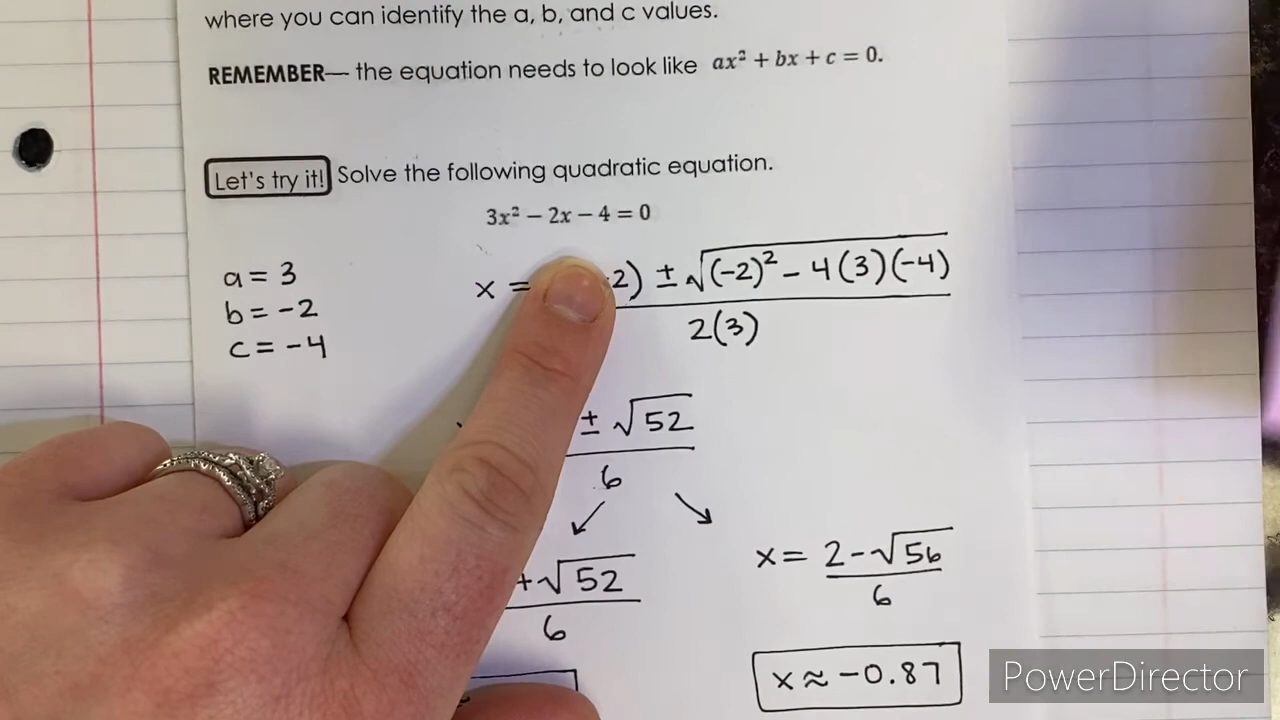 where you can identify the a, b, and c values.
REMEMBER— the equation needs to look like ax² + bx + c = 0.
Let's try it! Solve the following quadratic equation.
3x² − 2x − 4 = 0
a = 3
b = -2
c = -4
x = 2) ± √(-2)² - 4(3)(-4)
2(3)
± √52
6
+√52
6
x = 2-√56
6
x ≈ -0.87
PowerDirector